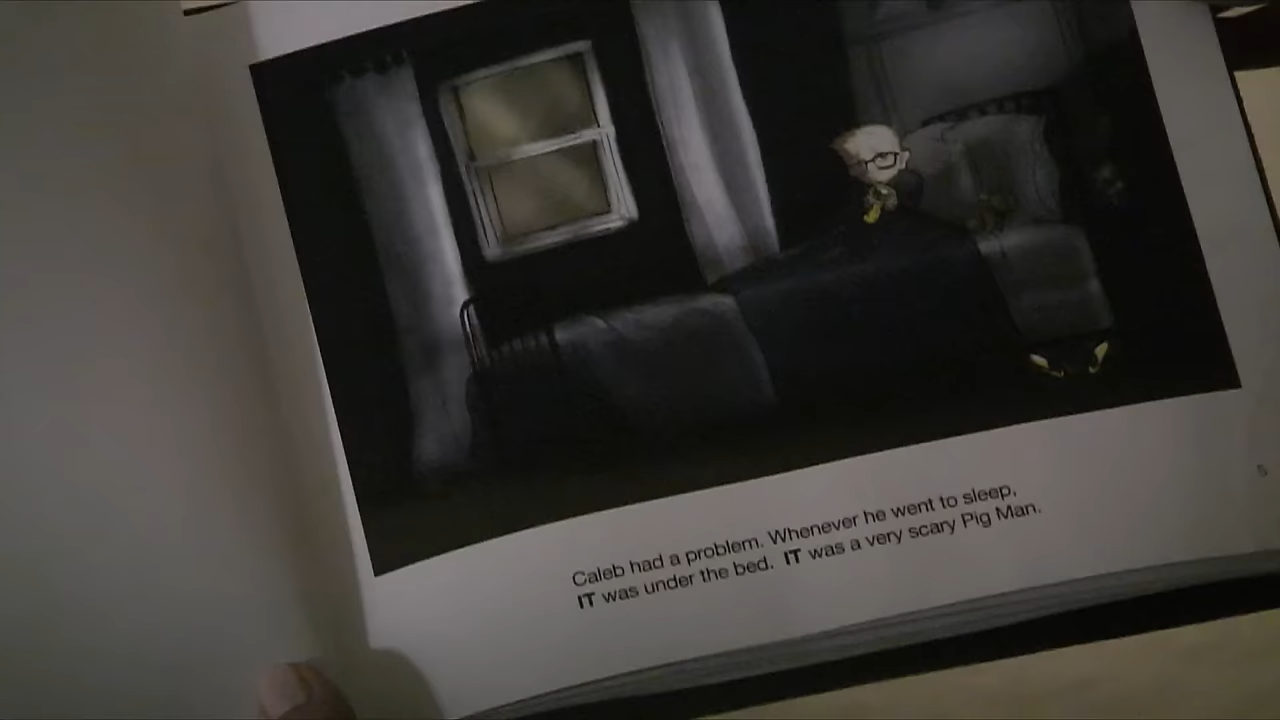 Caleb had a problem. Whenever he went to sleep,
IT was under the bed. IT was a very scary Pig Man.
5